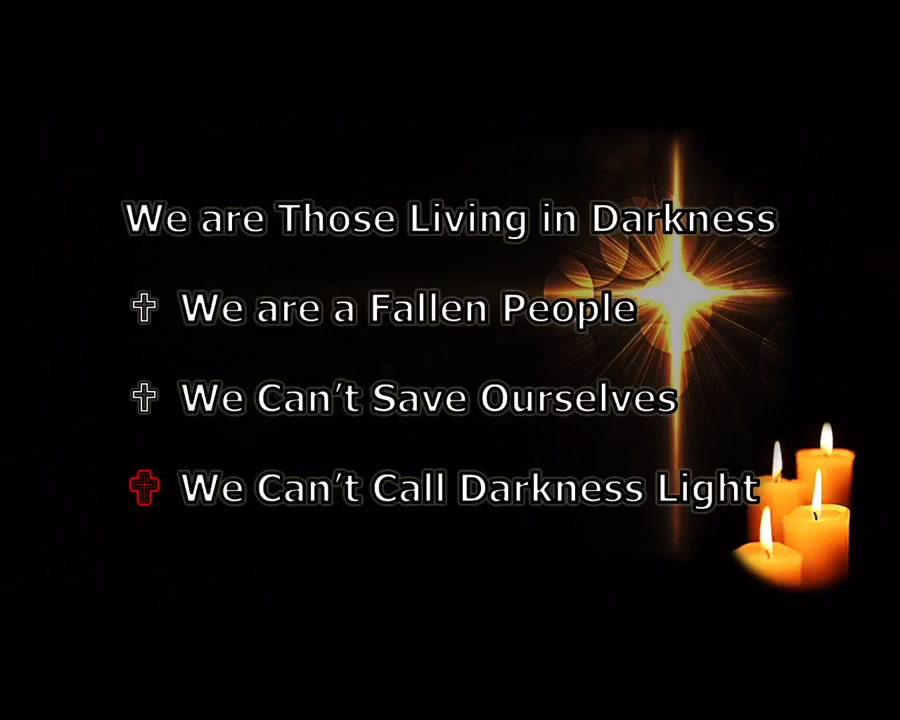 We are Those Living in Darkness
✝ We are a Fallen People
✝ We Can't Save Ourselves
✝ We Can't Call Darkness Light